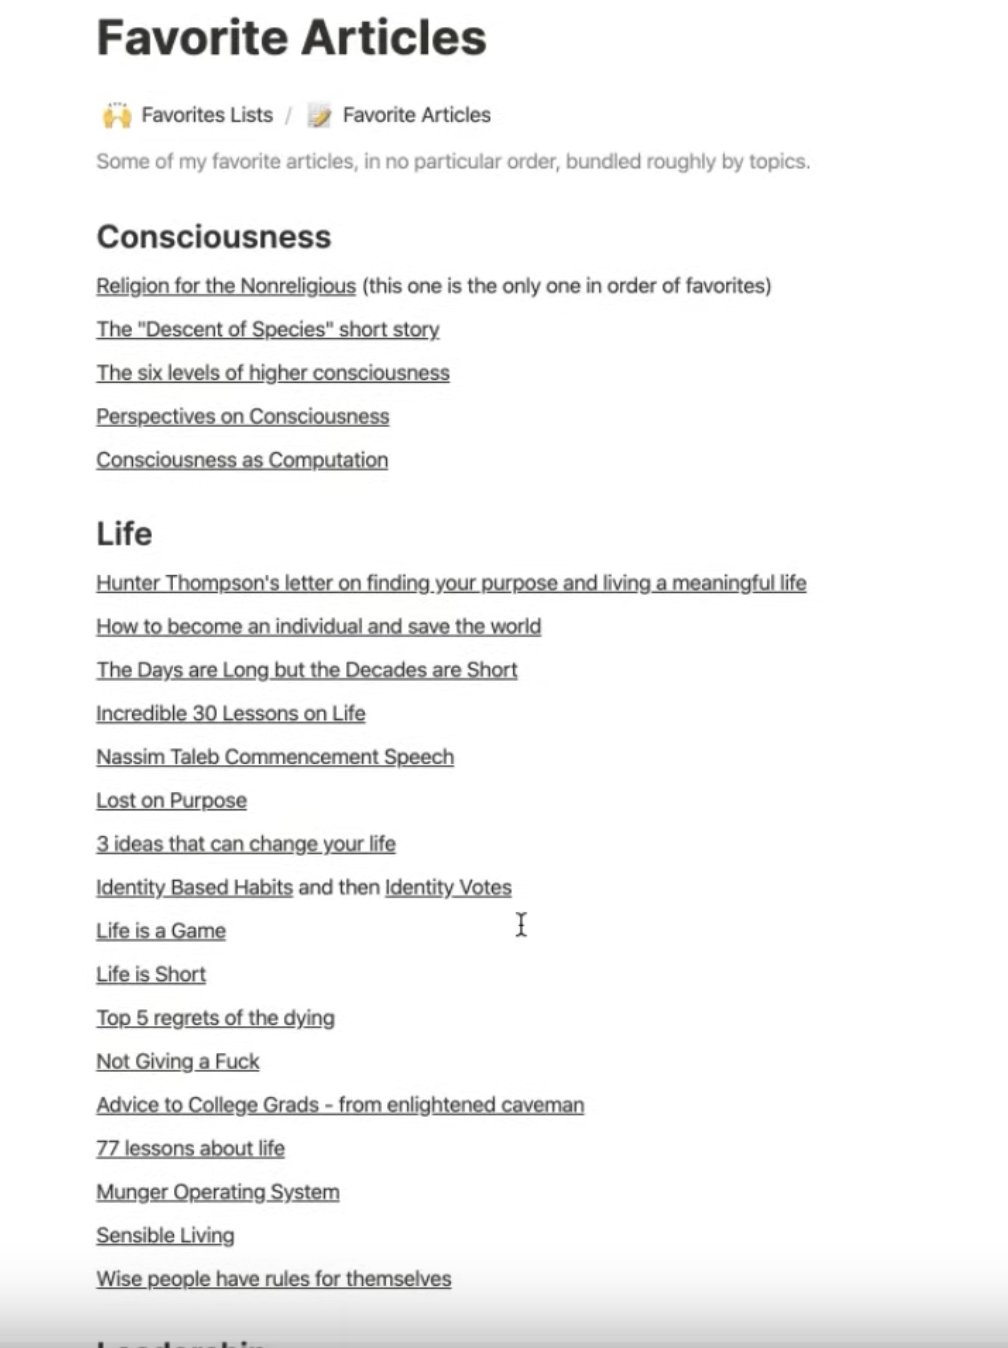 Favorite Articles
Favorites Lists / Favorite Articles
Some of my favorite articles, in no particular order, bundled roughly by topics.
Consciousness
Religion for the Nonreligious (this one is the only one in order of favorites)
The "Descent of Species" short story
The six levels of higher consciousness
Perspectives on Consciousness
Consciousness as Computation
Life
Hunter Thompson's letter on finding your purpose and living a meaningful life
How to become an individual and save the world
The Days are Long but the Decades are Short
Incredible 30 Lessons on Life
Nassim Taleb Commencement Speech
Lost on Purpose
3 ideas that can change your life
Identity Based Habits and then Identity Votes
Life is a Game
Life is Short
Top 5 regrets of the dying
Not Giving a Fuck
Advice to College Grads - from enlightened caveman
77 lessons about life
Munger Operating System
Sensible Living
Wise people have rules for themselves